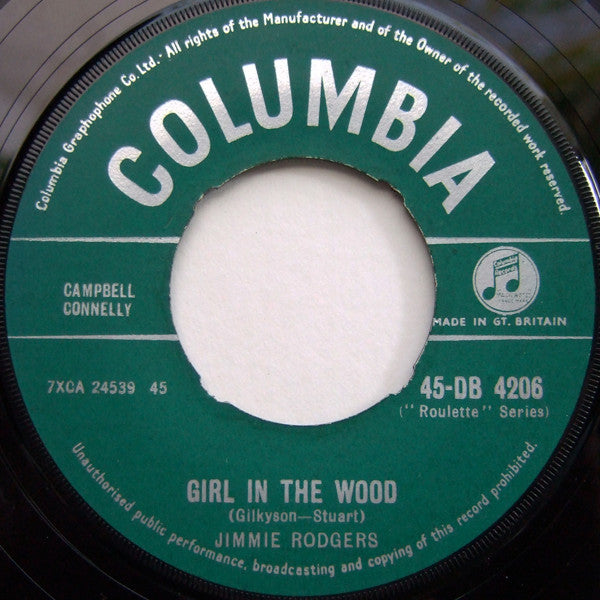 Columbia Graphophone Co. Ltd.· All rights of the Manufacturer and of the Owner of the recorded work reserved.
COLUMBIA
CAMPBELL
CONNELLY
Columbia
Records
MADE IN GT. BRITAIN
7XCA 24539 45
45-DB 4206
("Roulette" Series)
GIRL IN THE WOOD
(Gilkyson—Stuart)
JIMMIE RODGERS
Unauthorised public performance, broadcasting and copying of this record prohibited.